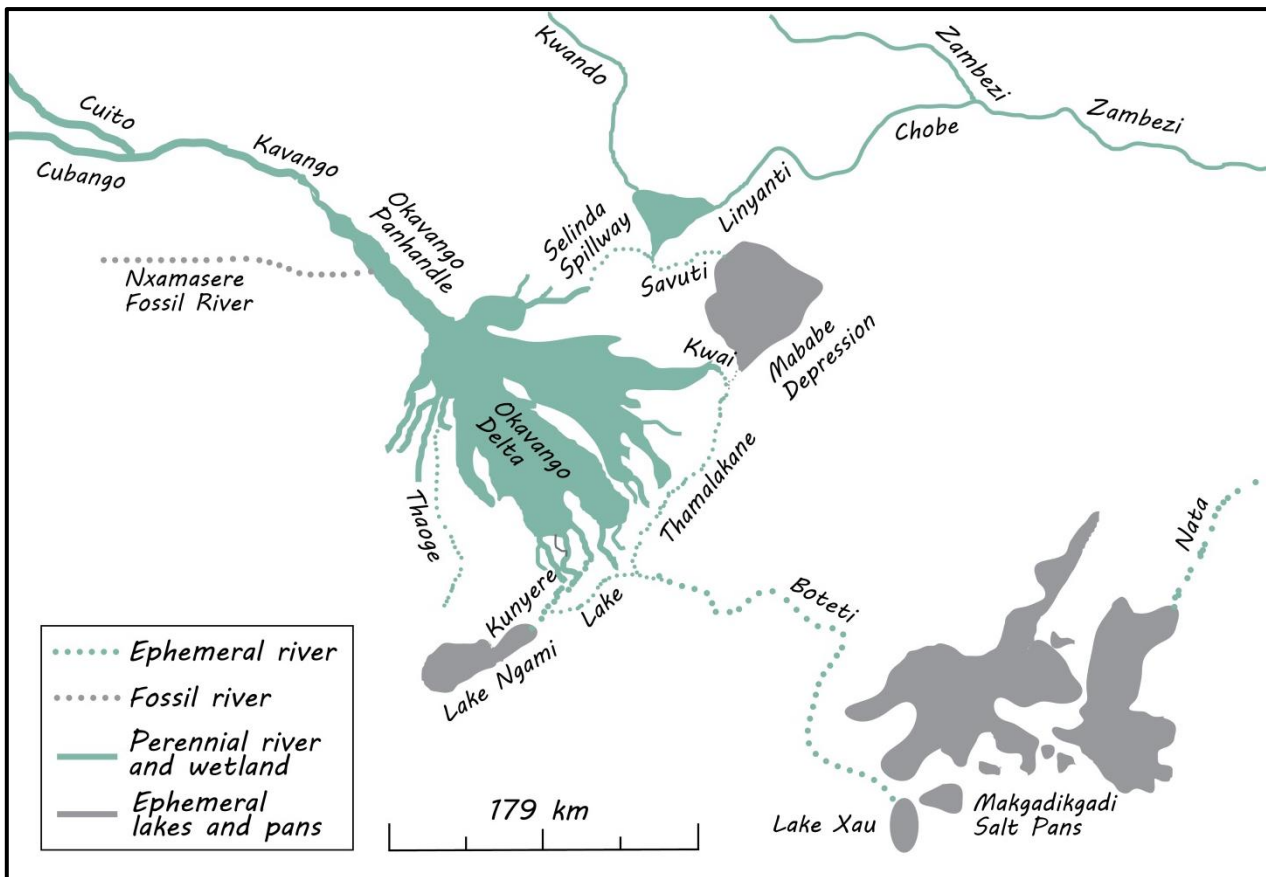 Kwando
Zambezi
Zambezi
Cuito
Chobe
Kavango
Cubango
Linyanti
Okavango
Panhandle
Selinda
Spillway
Savuti
Nxamasere
Fossil River
Mababe
Depression
Kwai
Okavango
Delta
Thamalakane
Thaoge
Nata
Kunyere
Lake
Boteti
Lake Ngami
Ephemeral river
Fossil river
Perennial river
and wetland
Ephemeral
lakes and pans
179 km
Lake Xau
Makgadikgadi
Salt Pans